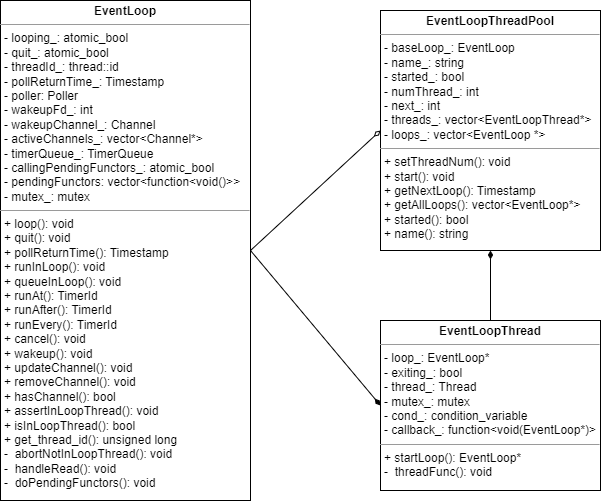 EventLoop
- looping_: atomic_bool
- quit_: atomic_bool
- threadId_: thread::id
- pollReturnTime_: Timestamp
- poller: Poller
- wakeupFd_: int
- wakeupChannel_: Channel
- activeChannels_: vector<Channel*>
- timerQueue_: TimerQueue
- callingPendingFunctors_: atomic_bool
- pendingFunctors: vector<function<void()>>
- mutex_: mutex
+ loop(): void
+ quit(): void
+ pollReturnTime(): Timestamp
+ runInLoop(): void
+ queueInLoop(): void
+ runAt(): TimerId
+ runAfter(): TimerId
+ runEvery(): TimerId
+ cancel(): void
+ wakeup(): void
+ updateChannel(): void
+ removeChannel(): void
+ hasChannel(): bool
+ assertInLoopThread(): void
+ isInLoopThread(): bool
+ get_thread_id(): unsigned long
- abortNotInLoopThread(): void
- handleRead(): void
- doPendingFunctors(): void
EventLoopThreadPool
- baseLoop_: EventLoop
- name_: string
- started_: bool
- numThread_: int
- next_: int
- threads_: vector<EventLoopThread*>
- loops_: vector<EventLoop *>
+ setThreadNum(): void
+ start(): void
+ getNextLoop(): Timestamp
+ getAllLoops(): vector<EventLoop*>
+ started(): bool
+ name(): string
EventLoopThread
- loop_: EventLoop*
- exiting_: bool
- thread_: Thread
- mutex_: mutex
- cond_: condition_variable
- callback_: function<void(EventLoop*)>
+ startLoop(): EventLoop*
- threadFunc(): void